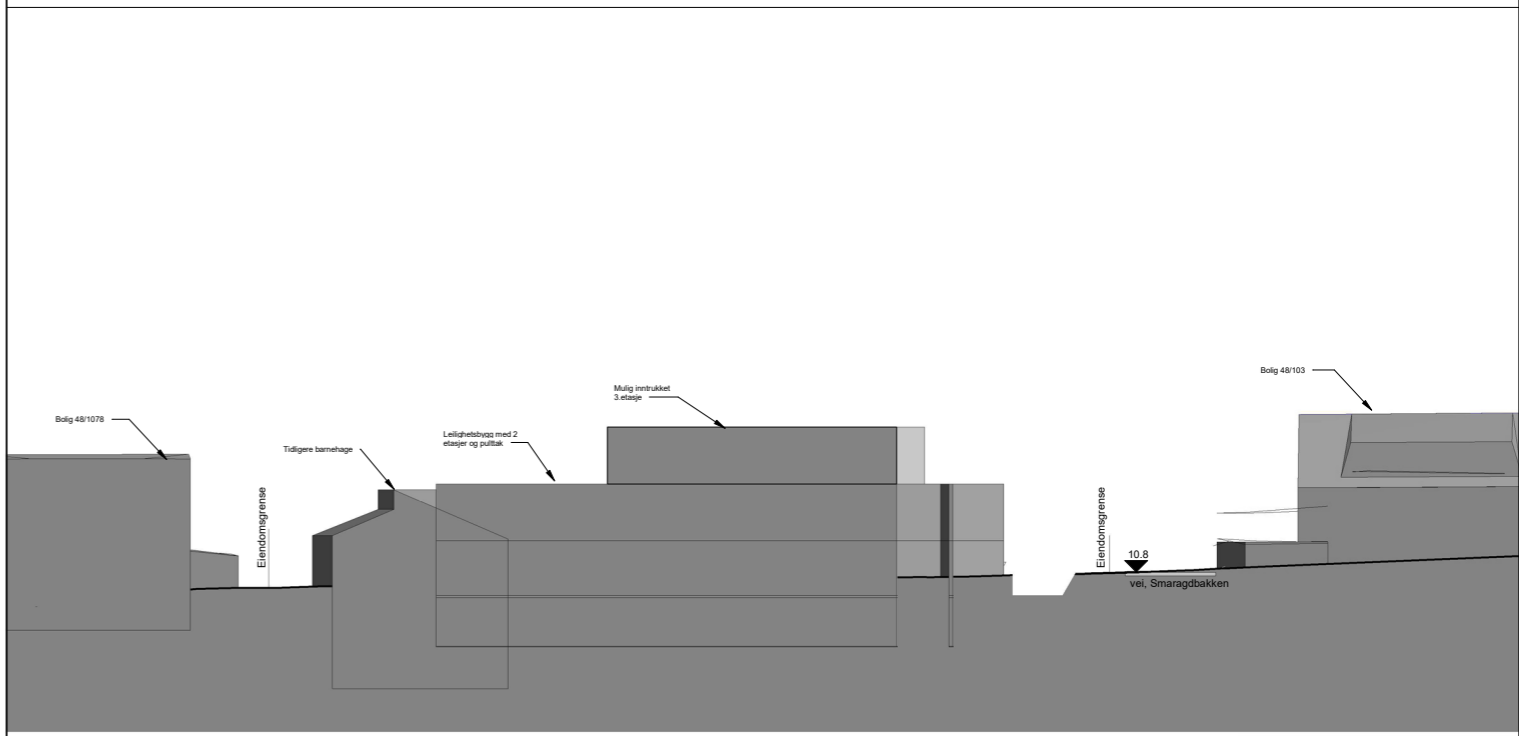 Bolig 48/1078
Eiendomsgrense
Tidligere barnehage
Leilighetsbygg med 2
etasjer og pulttak
Mulig inntrukket
3.etasje
Eiendomsgrense
10.8
vei, Smaragdbakken
Bolig 48/103